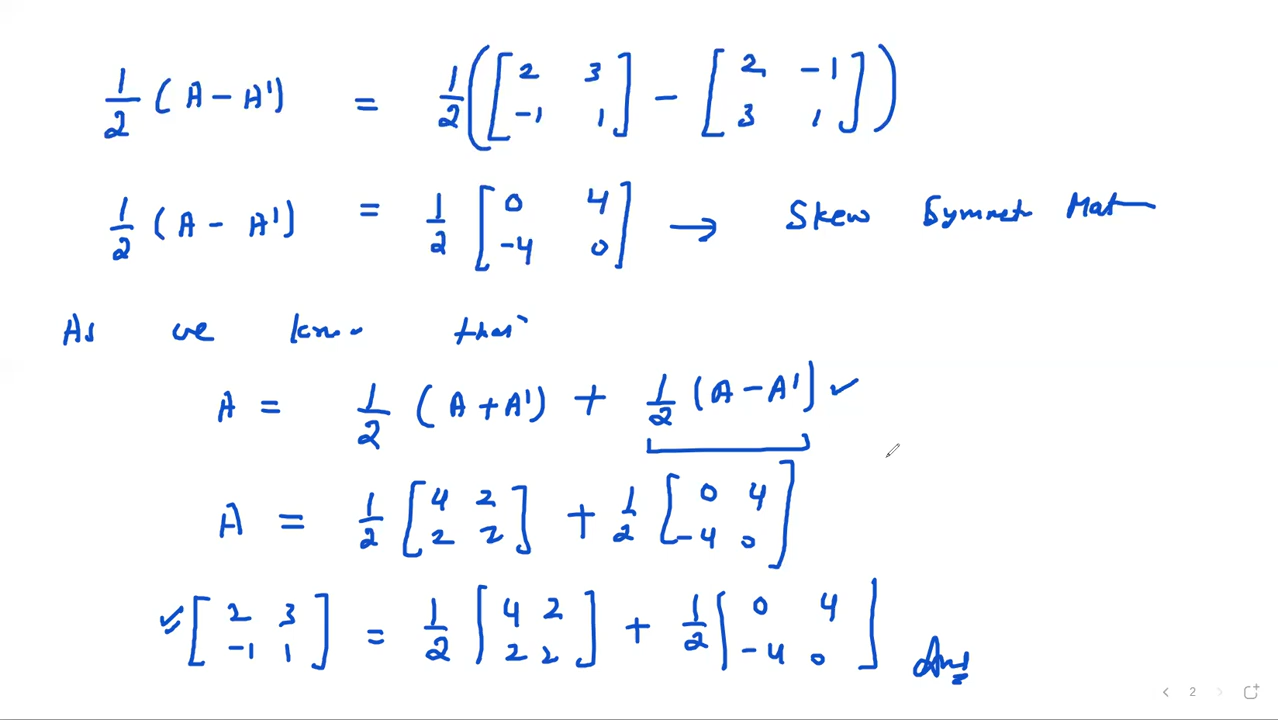 1/2 (A - A') = 1/2 ([2 3; -1 1] - [2 -1; 3 1])
1/2 (A - A') = 1/2 [0 4; -4 0] → Skew Symmetr Mat
As we know that
A = 1/2 (A + A') + 1/2 (A - A') ✓
A = 1/2 [4 2; 2 2] + 1/2 [0 4; -4 0]
✓ [2 3; -1 1] = 1/2 [4 2; 2 2] + 1/2 [0 4; -4 0] Ans
< 2 >